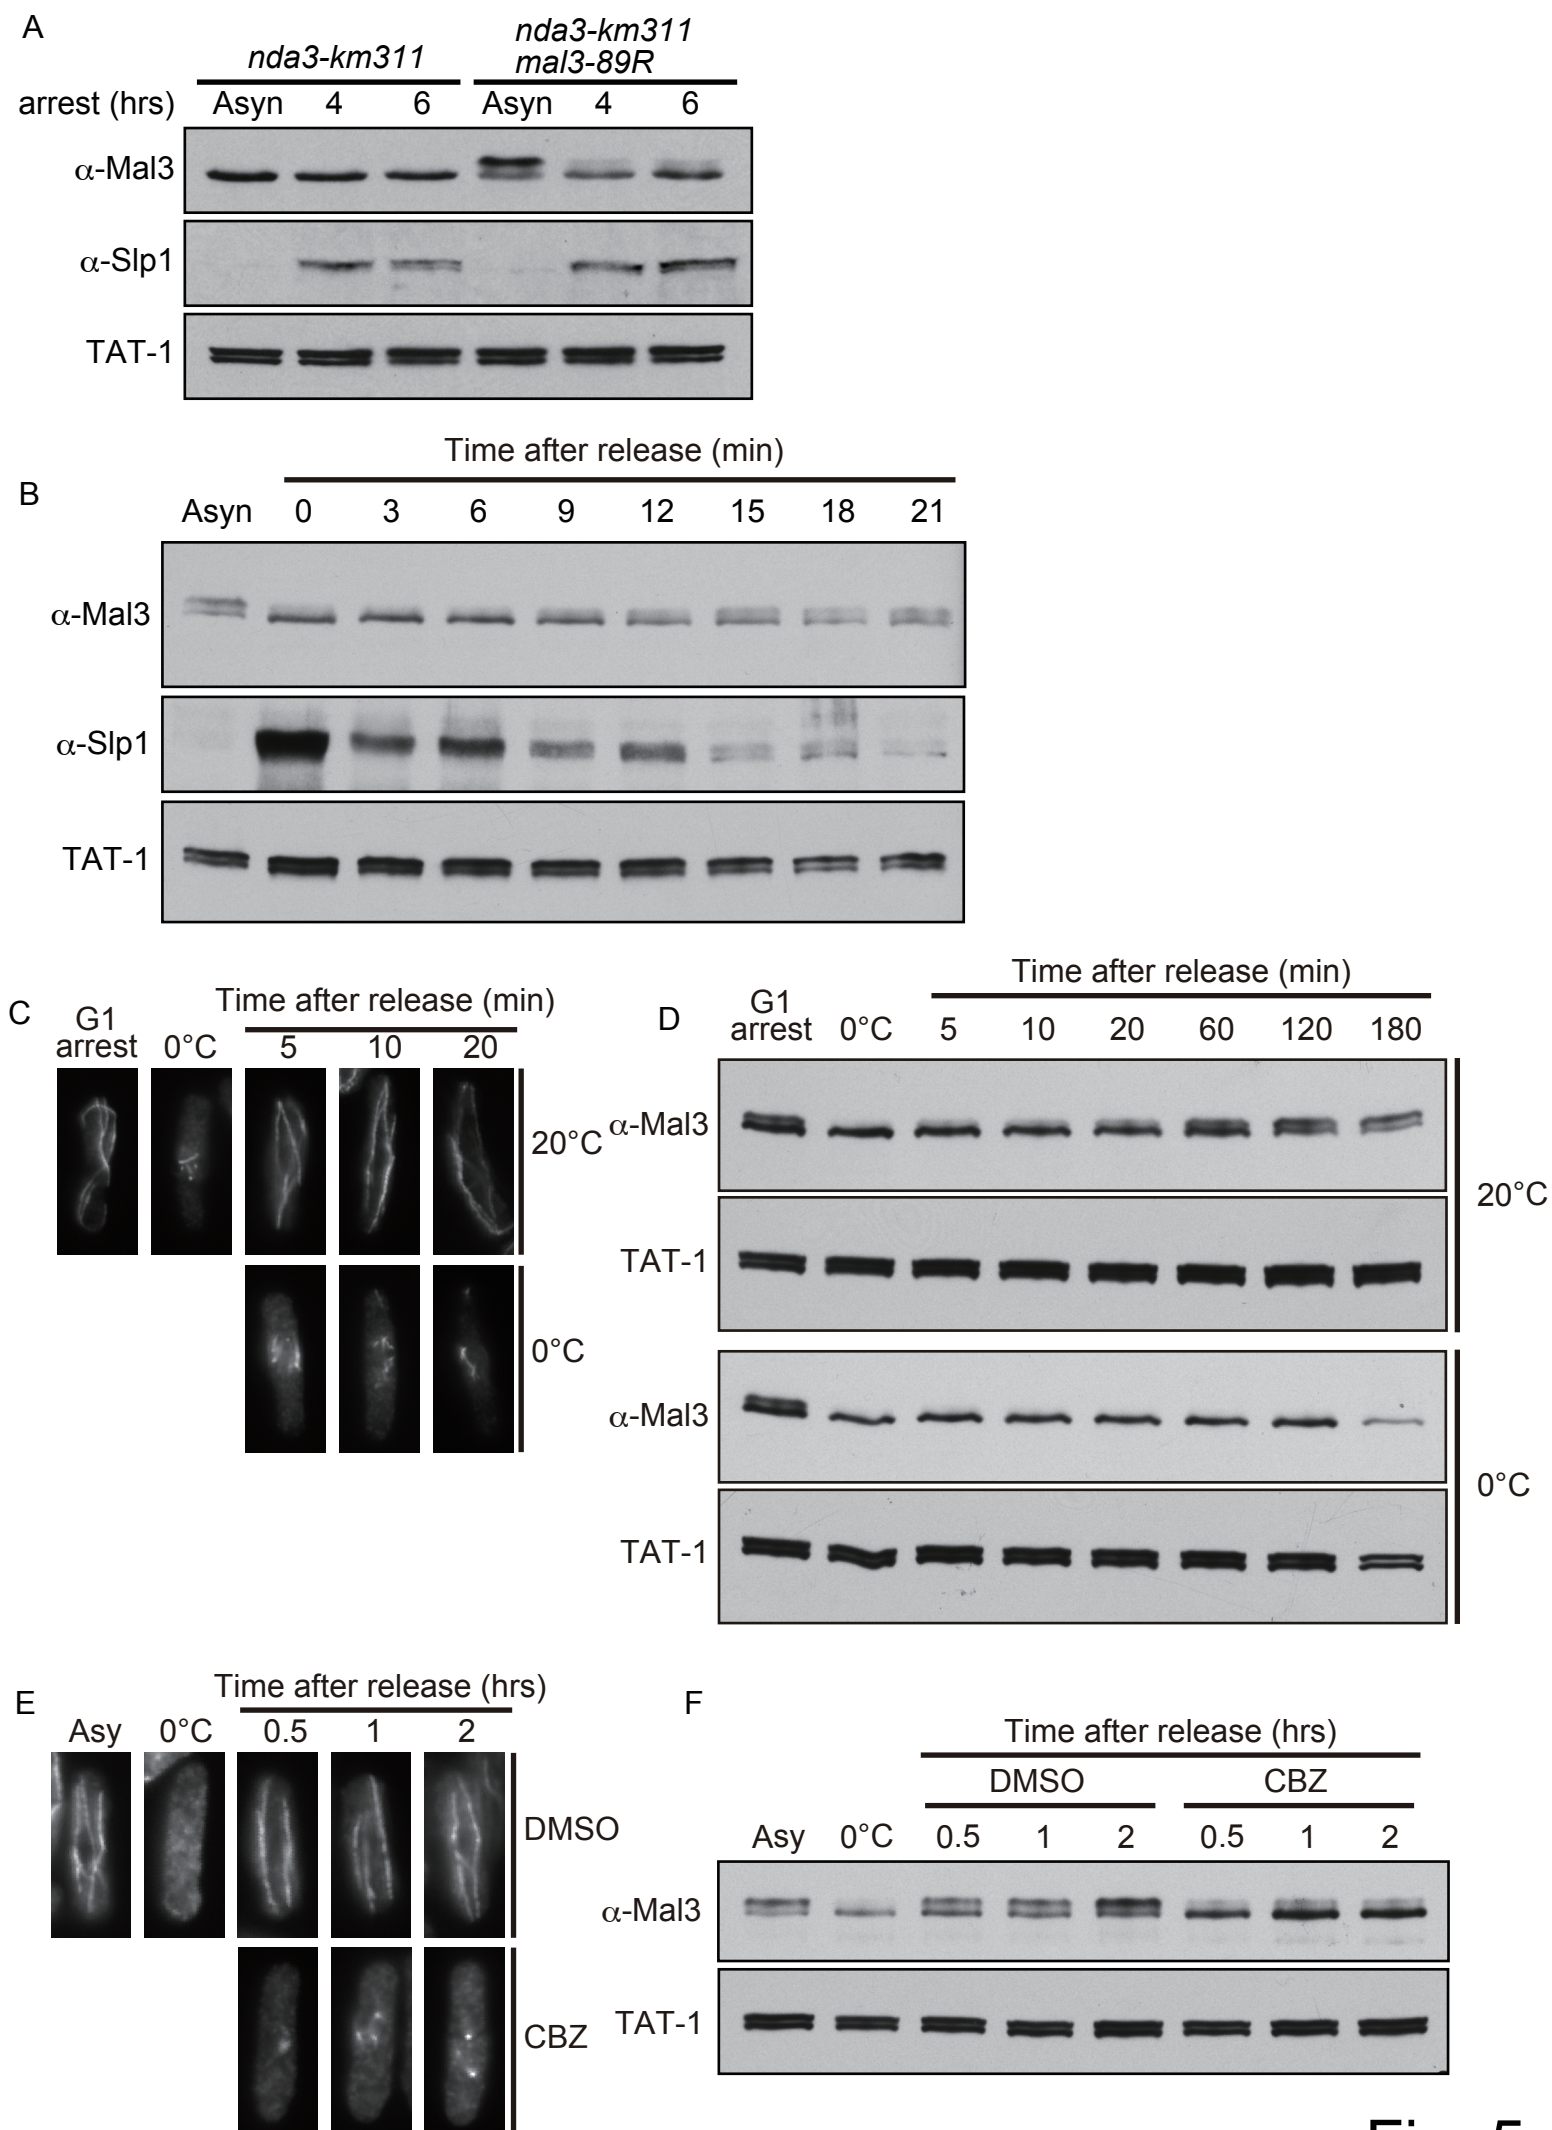 A
nda3-km311
nda3-km311
mal3-89R
arrest (hrs) Asyn 4 6 Asyn 4 6
α-Mal3
α-Slp1
TAT-1
Time after release (min)
B
Asyn 0 3 6 9 12 15 18 21
α-Mal3
α-Slp1
TAT-1
C
Time after release (min)
G1
arrest 0°C 5 10 20
20°C
0°C
D
Time after release (min)
G1
arrest 0°C 5 10 20 60 120 180
α-Mal3
TAT-1
20°C
α-Mal3
TAT-1
0°C
E
Time after release (hrs)
Asy 0°C 0.5 1 2
DMSO
CBZ
F
Time after release (hrs)
DMSO CBZ
Asy 0°C 0.5 1 2 0.5 1 2
α-Mal3
TAT-1